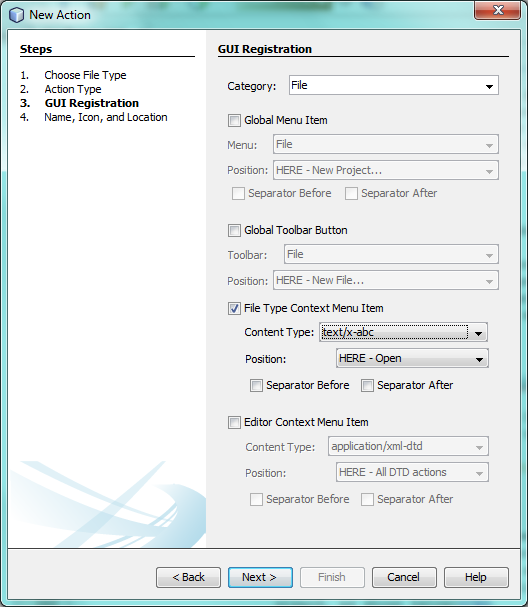 New Action
Steps
1. Choose File Type
2. Action Type
3. GUI Registration
4. Name, Icon, and Location
GUI Registration
Category: File
Global Menu Item
Menu: File
Position: HERE - New Project...
Separator Before Separator After
Global Toolbar Button
Toolbar: File
Position: HERE - New File...
File Type Context Menu Item
Content Type: text/x-abc
Position: HERE - Open
Separator Before Separator After
Editor Context Menu Item
Content Type: application/xml-dtd
Position: HERE - All DTD actions
Separator Before Separator After
< Back Next > Finish Cancel Help